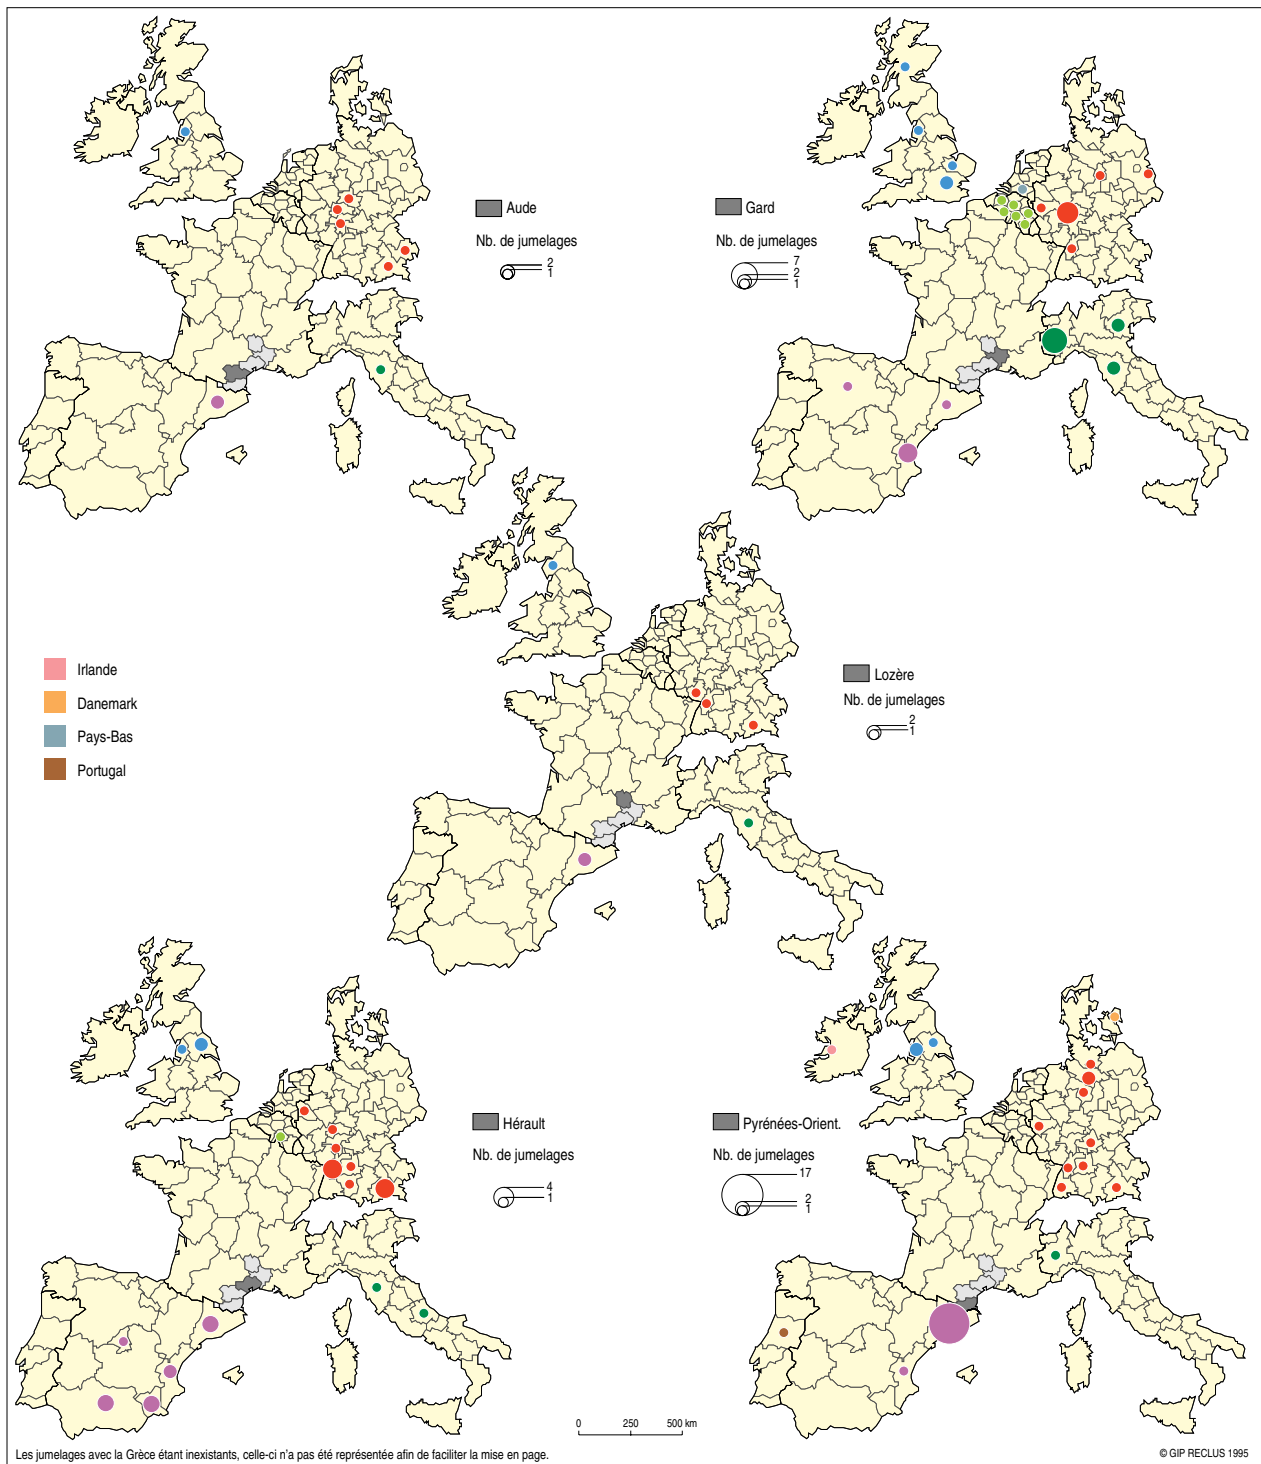 Aude
Nb. de jumelages
2
1
Gard
Nb. de jumelages
7
2
1
Irlande
Danemark
Pays-Bas
Portugal
Lozère
Nb. de jumelages
2
1
Hérault
Nb. de jumelages
4
1
Pyrénées-Orient.
Nb. de jumelages
17
2
1
0 250 500 km
Les jumelages avec la Grèce étant inexistants, celle-ci n'a pas été représentée afin de faciliter la mise en page.
© GIP RECLUS 1995